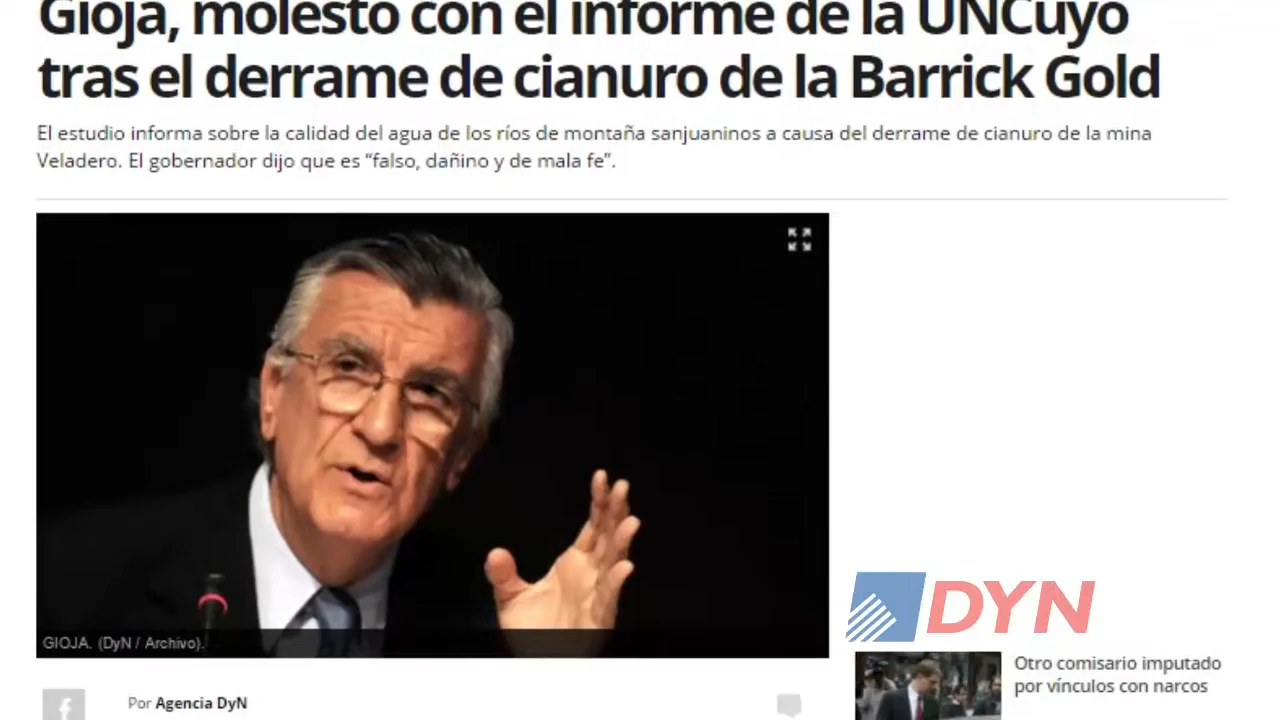 Gioja, molesto con el informe de la UNCuyo
tras el derrame de cianuro de la Barrick Gold
El estudio informa sobre la calidad del agua de los ríos de montaña sanjuaninos a causa del derrame de cianuro de la mina
Veladero. El gobernador dijo que es “falso, dañino y de mala fe”.
GIOJA. (DyN / Archivo).
Por Agencia DyN
DYN
Otro comisario imputado
por vínculos con narcos